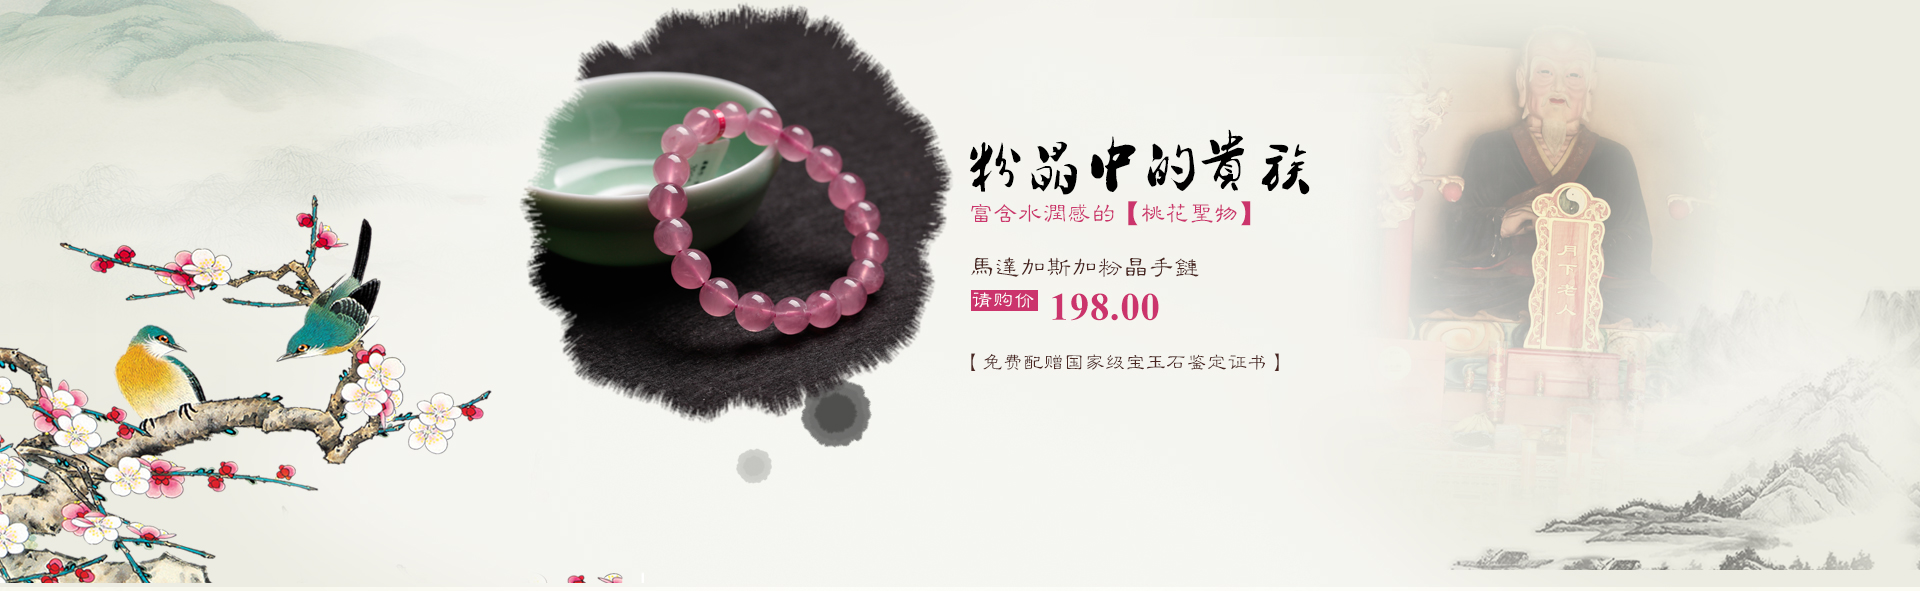 粉晶中的貴族
富含水潤感的【桃花聖物】
馬達加斯加粉晶手鏈
请购价 198.00
【 免费配赠国家级宝玉石鉴定证书 】
月下老人